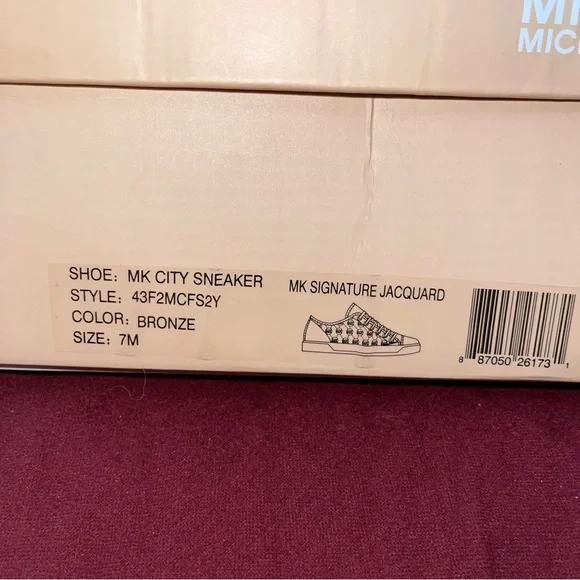 SHOE: MK CITY SNEAKER
STYLE: 43F2MCFS2Y
COLOR: BRONZE
SIZE: 7M
MK SIGNATURE JACQUARD
8 87050 26173 1